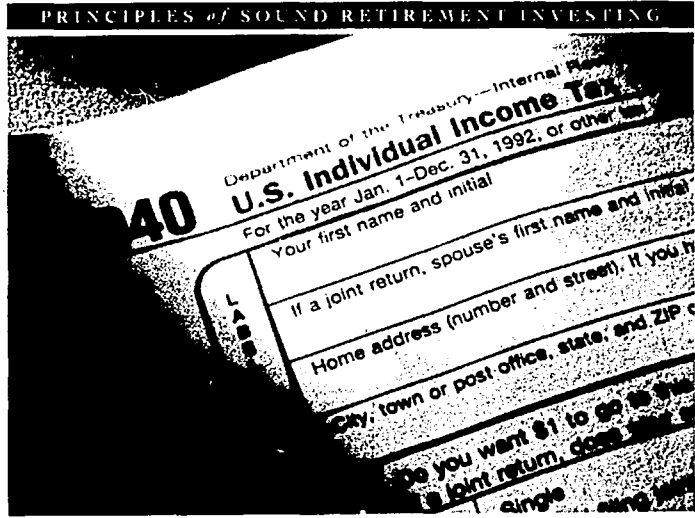 PRINCIPLES of SOUND RETIREMENT INVESTING
Department of the Treasury—Internal
U.S. Individual Income Tax
040
For the year Jan. 1–Dec. 31, 1992, or other
Your first name and initial
If a joint return, spouse's first name and initial
Home address (number and street). If you h
City, town or post office, state, and ZIP
Do you want $1 to go to
a joint return, does
Single